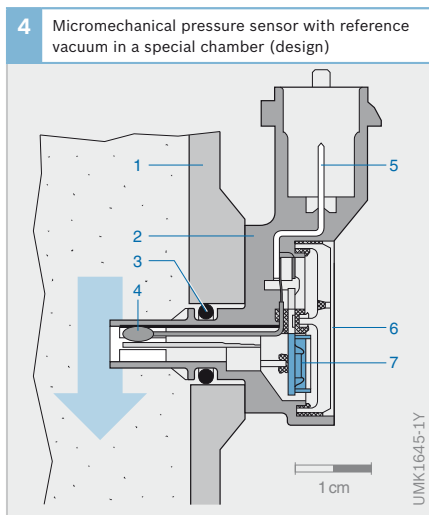 4
Micromechanical pressure sensor with reference
vacuum in a special chamber (design)
1
2
3
4
5
6
7
1 cm
UMK1645-1Y